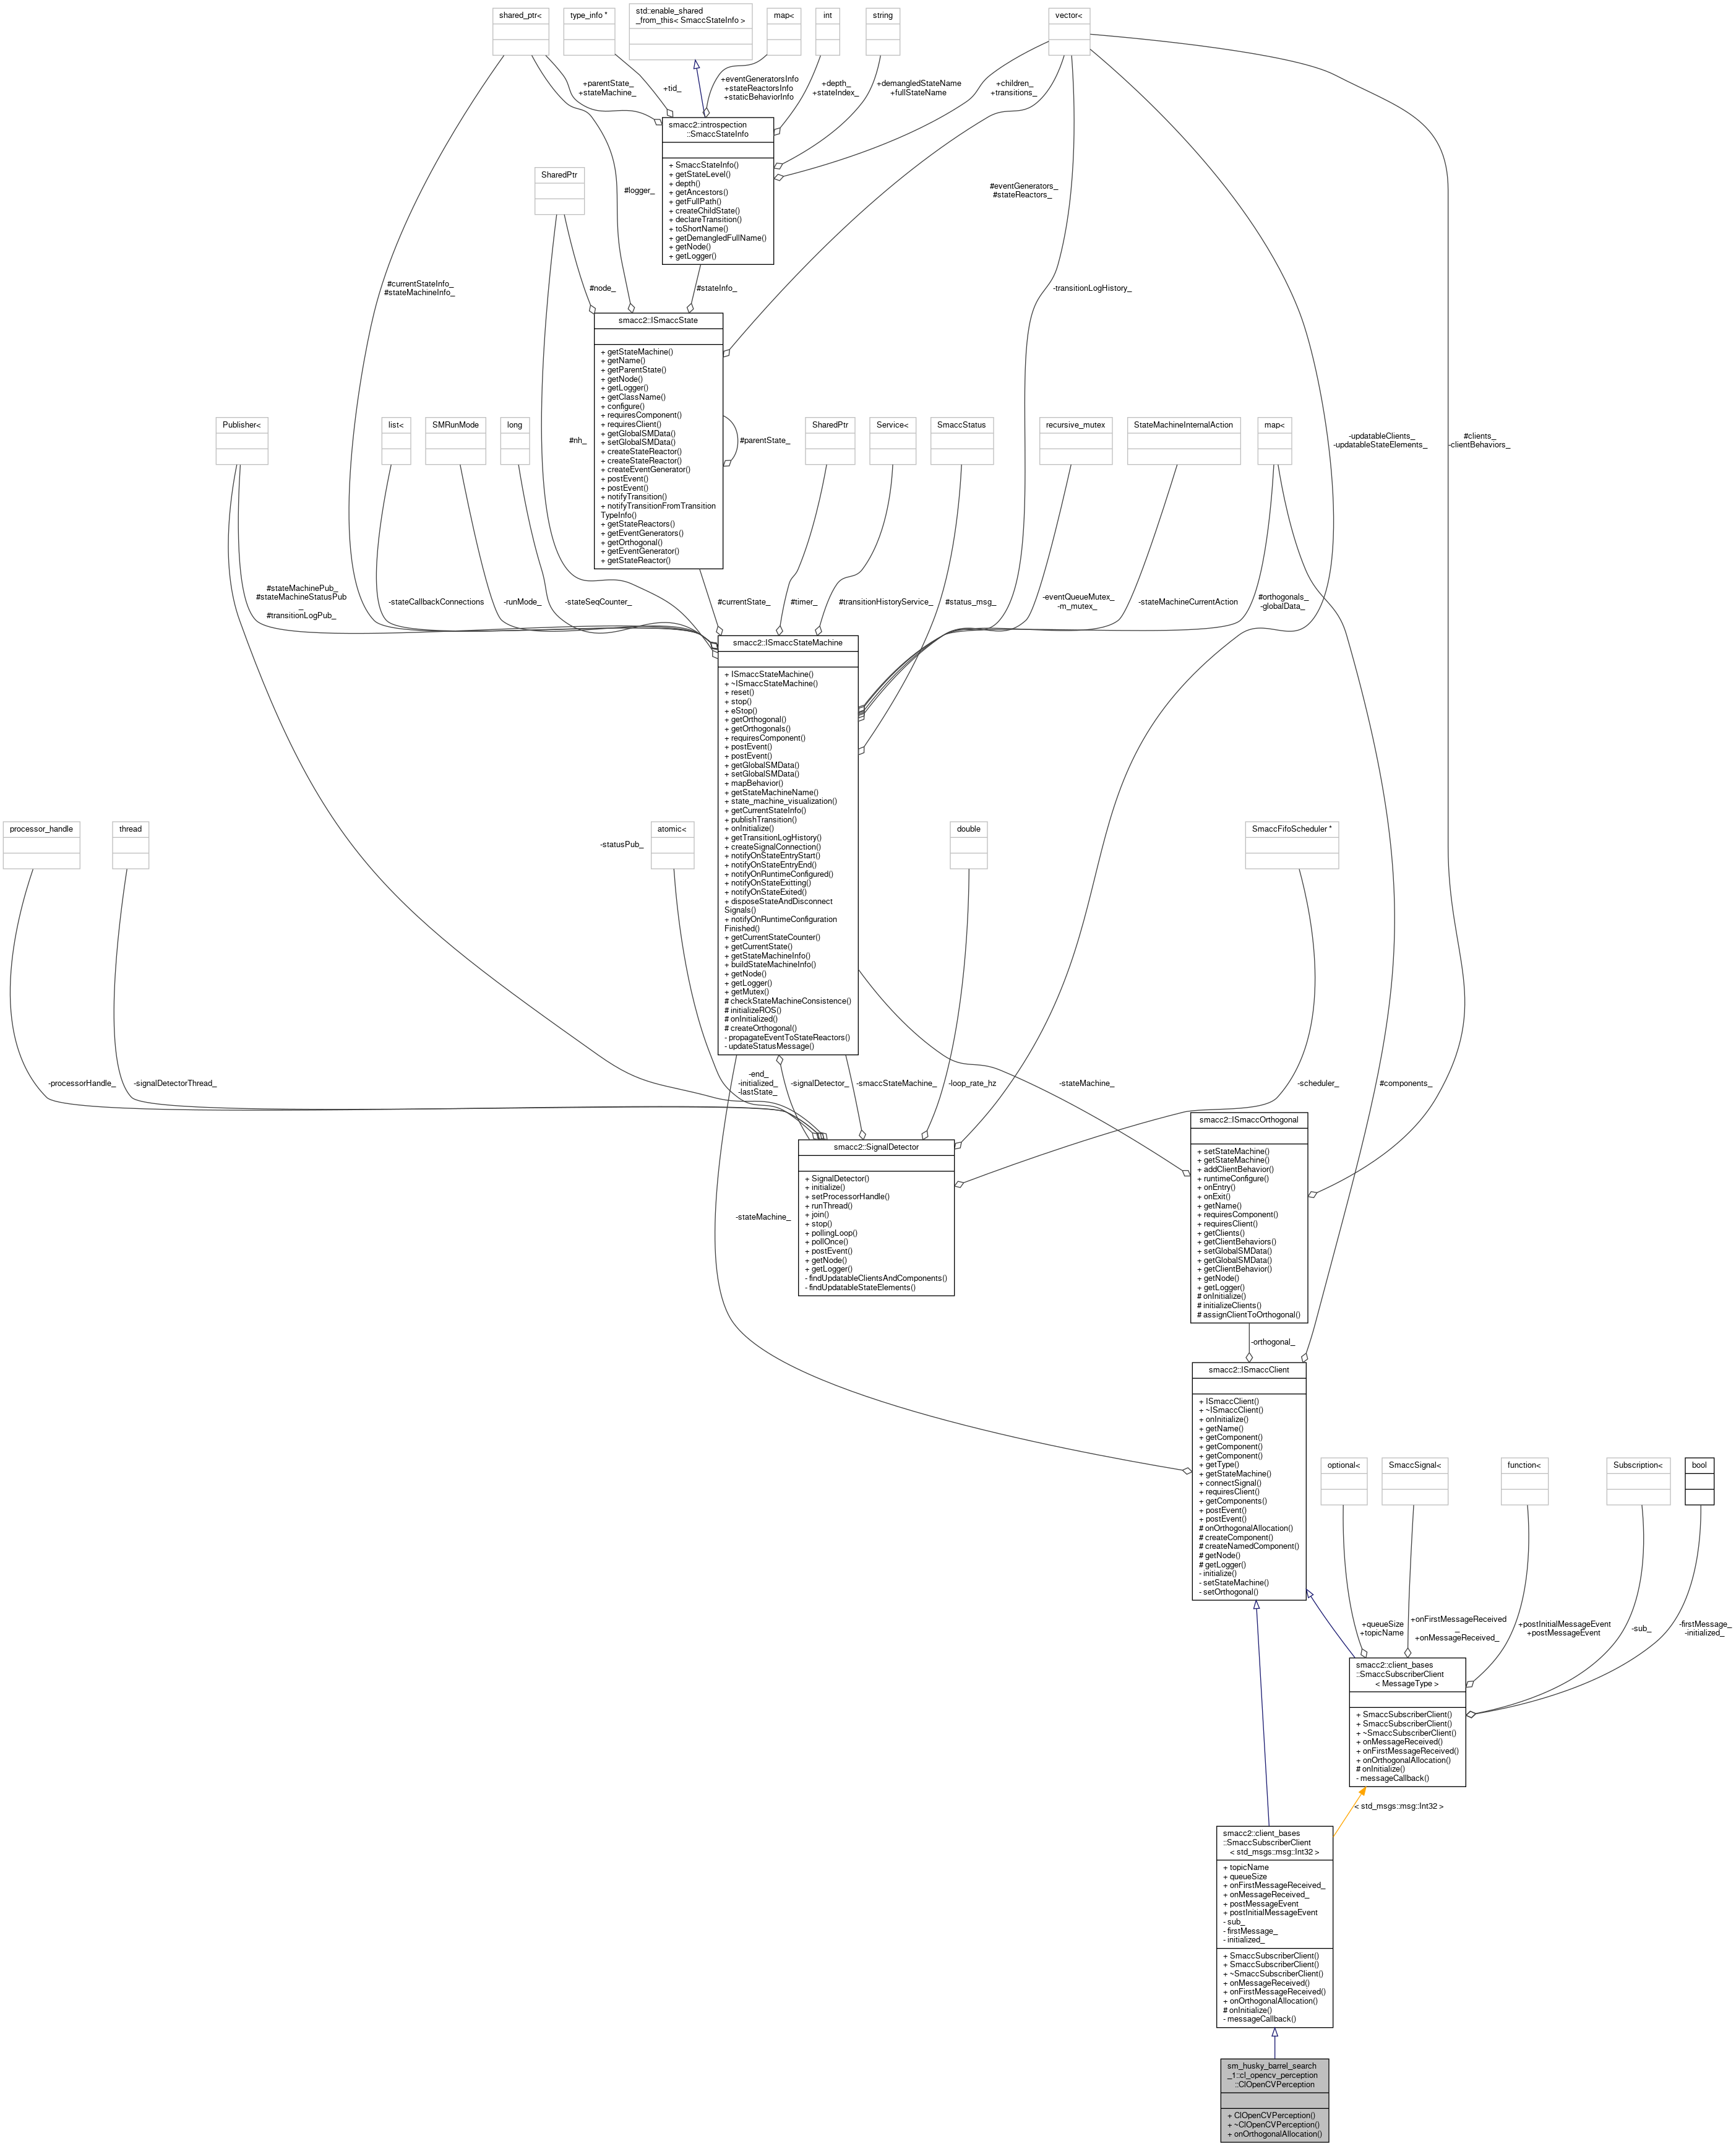 shared_ptr<
type_info *
std::enable_shared
_from_this< SmaccStateInfo >
map<
int
string
vector<
+parentState_
+stateMachine_
+tid_
+eventGeneratorsInfo
+stateReactorsInfo
+staticBehaviorInfo
+depth_
+stateIndex_
+demangledStateName
+fullStateName
+children_
+transitions_
smacc2::introspection
::SmaccStateInfo
+ SmaccStateInfo()
+ getStateLevel()
+ depth()
+ getAncestors()
+ getFullPath()
+ createChildState()
+ declareTransition()
+ toShortName()
+ getDemangledFullName()
+ getNode()
+ getLogger()
SharedPtr
#logger_
#eventGenerators_
#stateReactors_
#currentStateInfo_
#stateMachineInfo_
#node_
#stateInfo_
-transitionLogHistory_
smacc2::ISmaccState
+ getStateMachine()
+ getName()
+ getParentState()
+ getNode()
+ getLogger()
+ getClassName()
+ configure()
+ requiresComponent()
+ requiresClient()
+ getGlobalSMData()
+ setGlobalSMData()
+ createStateReactor()
+ createStateReactor()
+ createEventGenerator()
+ postEvent()
+ postEvent()
+ notifyTransition()
+ notifyTransitionFromTransition
TypeInfo()
+ getStateReactors()
+ getEventGenerators()
+ getOrthogonal()
+ getEventGenerator()
+ getStateReactor()
#parentState_
Publisher<
list<
SMRunMode
long
#nh_
SharedPtr
Service<
SmaccStatus
recursive_mutex
StateMachineInternalAction
map<
-updatableClients_
-updatableStateElements_
#clients_
-clientBehaviors_
#stateMachinePub_
#stateMachineStatusPub
_
#transitionLogPub_
-stateCallbackConnections
-runMode_
-stateSeqCounter_
#currentState_
#timer_
#transitionHistoryService_
#status_msg_
-eventQueueMutex_
-m_mutex_
-stateMachineCurrentAction
#orthogonals_
-globalData_
smacc2::ISmaccStateMachine
+ ISmaccStateMachine()
+ ~ISmaccStateMachine()
+ reset()
+ stop()
+ eStop()
+ getOrthogonal()
+ getOrthogonals()
+ requiresComponent()
+ postEvent()
+ postEvent()
+ getGlobalSMData()
+ setGlobalSMData()
+ mapBehavior()
+ getStateMachineName()
+ state_machine_visualization()
+ getCurrentStateInfo()
+ publishTransition()
+ onInitialize()
+ getTransitionLogHistory()
+ createSignalConnection()
+ notifyOnStateEntryStart()
+ notifyOnStateEntryEnd()
+ notifyOnRuntimeConfigured()
+ notifyOnStateExitting()
+ notifyOnStateExited()
+ disposeStateAndDisconnect
Signals()
+ notifyOnRuntimeConfiguration
Finished()
+ getCurrentStateCounter()
+ getCurrentState()
+ getStateMachineInfo()
+ buildStateMachineInfo()
+ getNode()
+ getLogger()
+ getMutex()
# checkStateMachineConsistence()
# initializeROS()
# onInitialized()
# createOrthogonal()
- propagateEventToStateReactors()
- updateStatusMessage()
processor_handle
thread
-statusPub_
atomic<
double
SmaccFifoScheduler *
-processorHandle_
-signalDetectorThread_
-end_
-initialized_
-lastState_
-signalDetector_
-smaccStateMachine_
-loop_rate_hz
-stateMachine_
-scheduler_
#components_
smacc2::SignalDetector
+ SignalDetector()
+ initialize()
+ setProcessorHandle()
+ runThread()
+ join()
+ stop()
+ pollingLoop()
+ pollOnce()
+ postEvent()
+ getNode()
+ getLogger()
- findUpdatableClientsAndComponents()
- findUpdatableStateElements()
smacc2::ISmaccOrthogonal
+ setStateMachine()
+ getStateMachine()
+ addClientBehavior()
+ runtimeConfigure()
+ onEntry()
+ onExit()
+ getName()
+ requiresComponent()
+ requiresClient()
+ getClients()
+ getClientBehaviors()
+ setGlobalSMData()
+ getGlobalSMData()
+ getClientBehavior()
+ getNode()
+ getLogger()
# onInitialize()
# initializeClients()
# assignClientToOrthogonal()
-stateMachine_
-orthogonal_
smacc2::ISmaccClient
+ ISmaccClient()
+ ~ISmaccClient()
+ onInitialize()
+ getName()
+ getComponent()
+ getComponent()
+ getComponent()
+ getType()
+ getStateMachine()
+ connectSignal()
+ requiresClient()
+ getComponents()
+ postEvent()
+ postEvent()
# onOrthogonalAllocation()
# createComponent()
# createNamedComponent()
# getNode()
# getLogger()
- initialize()
- setStateMachine()
- setOrthogonal()
optional<
SmaccSignal<
function<
Subscription<
bool
+queueSize
+topicName
+onFirstMessageReceived
_
+onMessageReceived_
+postInitialMessageEvent
+postMessageEvent
-sub_
-firstMessage_
-initialized_
smacc2::client_bases
::SmaccSubscriberClient
< MessageType >
+ SmaccSubscriberClient()
+ SmaccSubscriberClient()
+ ~SmaccSubscriberClient()
+ onMessageReceived()
+ onFirstMessageReceived()
+ onOrthogonalAllocation()
# onInitialize()
- messageCallback()
< std_msgs::msg::Int32 >
smacc2::client_bases
::SmaccSubscriberClient
< std_msgs::msg::Int32 >
+ topicName
+ queueSize
+ onFirstMessageReceived_
+ onMessageReceived_
+ postMessageEvent
+ postInitialMessageEvent
- sub_
- firstMessage_
- initialized_
+ SmaccSubscriberClient()
+ SmaccSubscriberClient()
+ ~SmaccSubscriberClient()
+ onMessageReceived()
+ onFirstMessageReceived()
+ onOrthogonalAllocation()
# onInitialize()
- messageCallback()
sm_husky_barrel_search
_1::cl_opencv_perception
::ClOpenCVPerception
+ ClOpenCVPerception()
+ ~ClOpenCVPerception()
+ onOrthogonalAllocation()